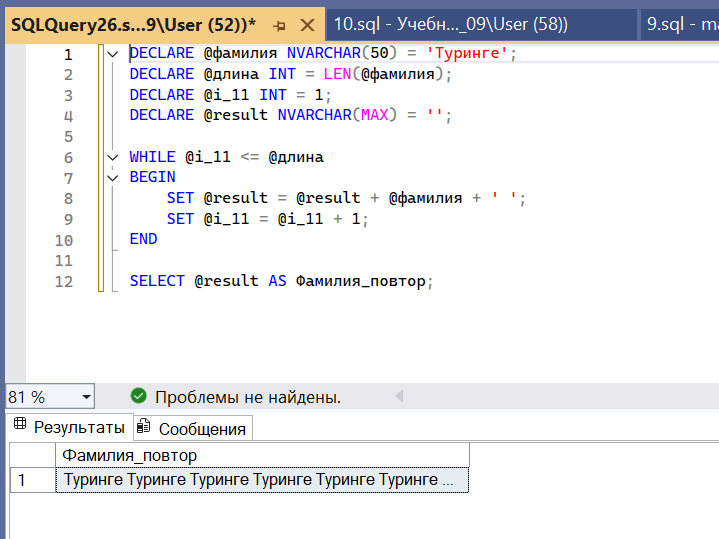 SQLQuery26.s...9\User (52))* 10.sql - Учебн..._09\User (58)) 9.sql - ma
1 DECLARE @фамилия NVARCHAR(50) = 'Туринге';
2 DECLARE @длина INT = LEN(@фамилия);
3 DECLARE @i_11 INT = 1;
4 DECLARE @result NVARCHAR(MAX) = '';
5
6 WHILE @i_11 <= @длина
7 BEGIN
8 SET @result = @result + @фамилия + ' ';
9 SET @i_11 = @i_11 + 1;
10 END
11
12 SELECT @result AS Фамилия_повтор;
81 % Проблемы не найдены.
Результаты Сообщения
Фамилия_повтор
1 Туринге Туринге Туринге Туринге Туринге Туринге ...